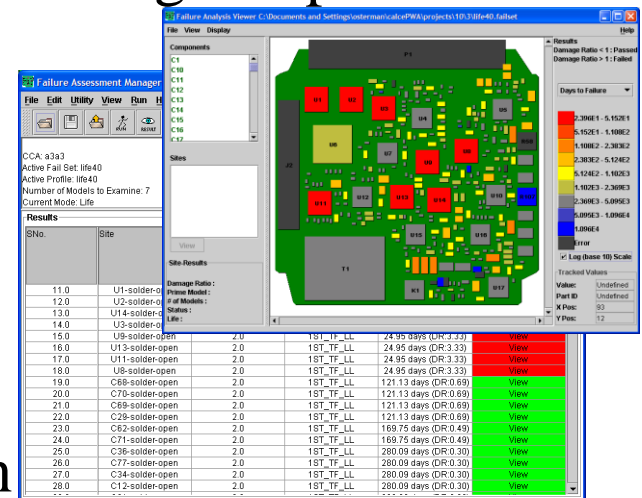 Failure Analysis Viewer C:\Documents and Settings\osterman\calcePWA\projects\10\3\life40.failset
File View Display Help
Components
C1
C10
C11
C12
C13
C14
C15
C16
C17
Sites
View
Site Results
Damage Ratio :
Prime Model :
# of Models :
Status :
Life :
P1
U1
U2
U3
U4
U5
U6
U7
U9
U8
J2
U11
U12
U13
U14
U10
U15
U16
T1
K1
U17
Results
Damage Ratio < 1 : Passed
Damage Ratio > 1 : Failed
Days to Failure
2.396E1 - 5.152E1
5.152E1 - 1.108E2
1.108E2 - 2.383E2
2.383E2 - 5.124E2
5.124E2 - 1.102E3
1.102E3 - 2.369E3
2.369E3 - 5.095E3
5.095E3 - 1.096E4
1.096E4
Error
Log (base 10) Scale
Tracked Values
Value: Undefined
Part ID Undefined
X Pos: 93
Y Pos: 12
Failure Assessment Manager
File Edit Utility View Run
RUN
RESULT
CCA: a3a3
Active Fail Set: life40
Active Profile: life40
Number of Models to Examine: 7
Current Mode: Life
Results
SNo. Site
11.0
12.0
13.0
14.0
15.0 U9-solder-open 2.0 1ST_TF_LL 24.95 days (DR:3.33) View
16.0 U13-solder-open 2.0 1ST_TF_LL 24.95 days (DR:3.33) View
17.0 U11-solder-open 2.0 1ST_TF_LL 24.95 days (DR:3.33) View
18.0 U8-solder-open 2.0 1ST_TF_LL 24.95 days (DR:3.33) View
19.0 C68-solder-open 2.0 1ST_TF_LL 121.13 days (DR:0.69) View
20.0 C70-solder-open 2.0 1ST_TF_LL 121.13 days (DR:0.69) View
21.0 C69-solder-open 2.0 1ST_TF_LL 121.13 days (DR:0.69) View
22.0 C29-solder-open 2.0 1ST_TF_LL 121.13 days (DR:0.69) View
23.0 C62-solder-open 2.0 1ST_TF_LL 169.75 days (DR:0.49) View
24.0 C71-solder-open 2.0 1ST_TF_LL 169.75 days (DR:0.49) View
25.0 C36-solder-open 2.0 1ST_TF_LL 280.09 days (DR:0.30) View
26.0 C77-solder-open 2.0 1ST_TF_LL 280.09 days (DR:0.30) View
27.0 C34-solder-open 2.0 1ST_TF_LL 280.09 days (DR:0.30) View
28.0 C12-solder-open 2.0 1ST_TF_LL 280.09 days (DR:0.30) View